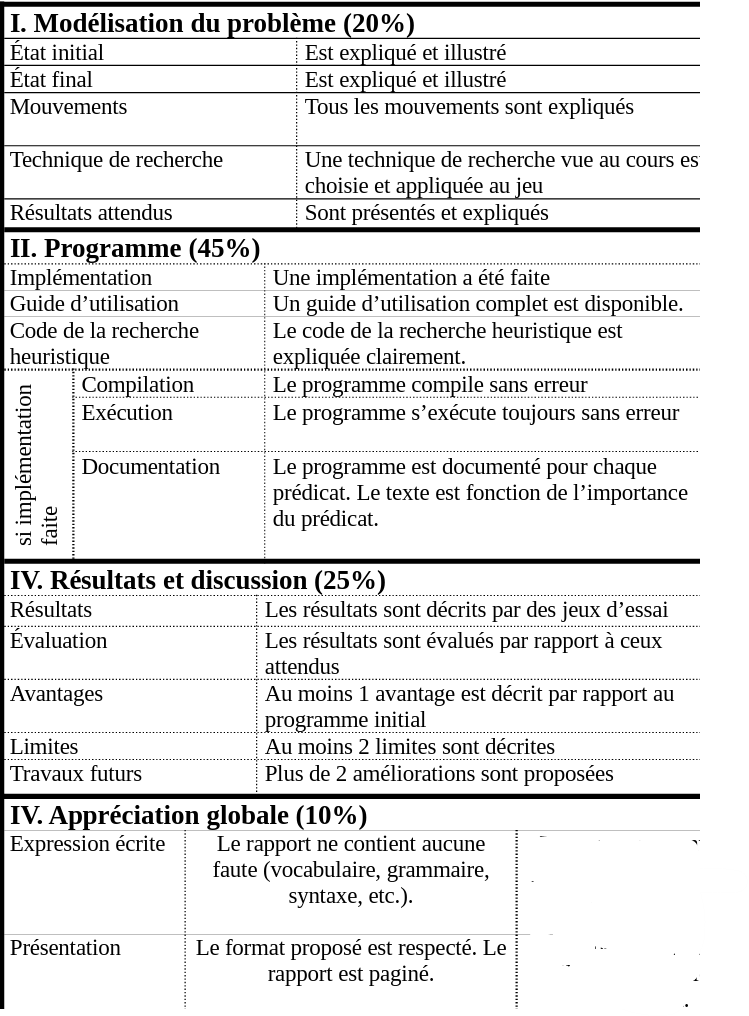 I. Modélisation du problème (20%)
État initial Est expliqué et illustré
État final Est expliqué et illustré
Mouvements Tous les mouvements sont expliqués
Technique de recherche Une technique de recherche vue au cours es
choisie et appliquée au jeu
Résultats attendus Sont présentés et expliqués
II. Programme (45%)
Implémentation Une implémentation a été faite
Guide d’utilisation Un guide d’utilisation complet est disponible.
Code de la recherche Le code de la recherche heuristique est
heuristique expliquée clairement.
si implémentation
faite
Compilation Le programme compile sans erreur
Exécution Le programme s’exécute toujours sans erreur
Documentation Le programme est documenté pour chaque
prédicat. Le texte est fonction de l’importance
du prédicat.
IV. Résultats et discussion (25%)
Résultats Les résultats sont décrits par des jeux d’essai
Évaluation Les résultats sont évalués par rapport à ceux
attendus
Avantages Au moins 1 avantage est décrit par rapport au
programme initial
Limites Au moins 2 limites sont décrites
Travaux futurs Plus de 2 améliorations sont proposées
IV. Appréciation globale (10%)
Expression écrite Le rapport ne contient aucune
faute (vocabulaire, grammaire,
syntaxe, etc.).
Présentation Le format proposé est respecté. Le
rapport est paginé.